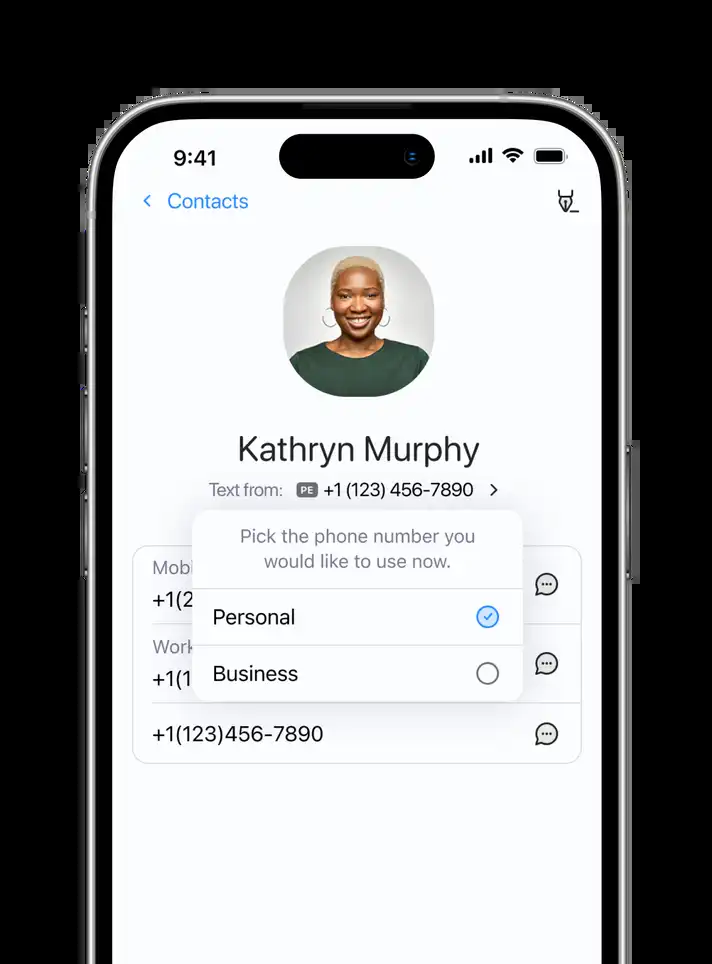 9:41
Contacts
Kathryn Murphy
Text from: PE +1 (123) 456-7890
Pick the phone number you
would like to use now.
Mobi
+1(2
Personal
Work
+1(1
Business
+1(123)456-7890